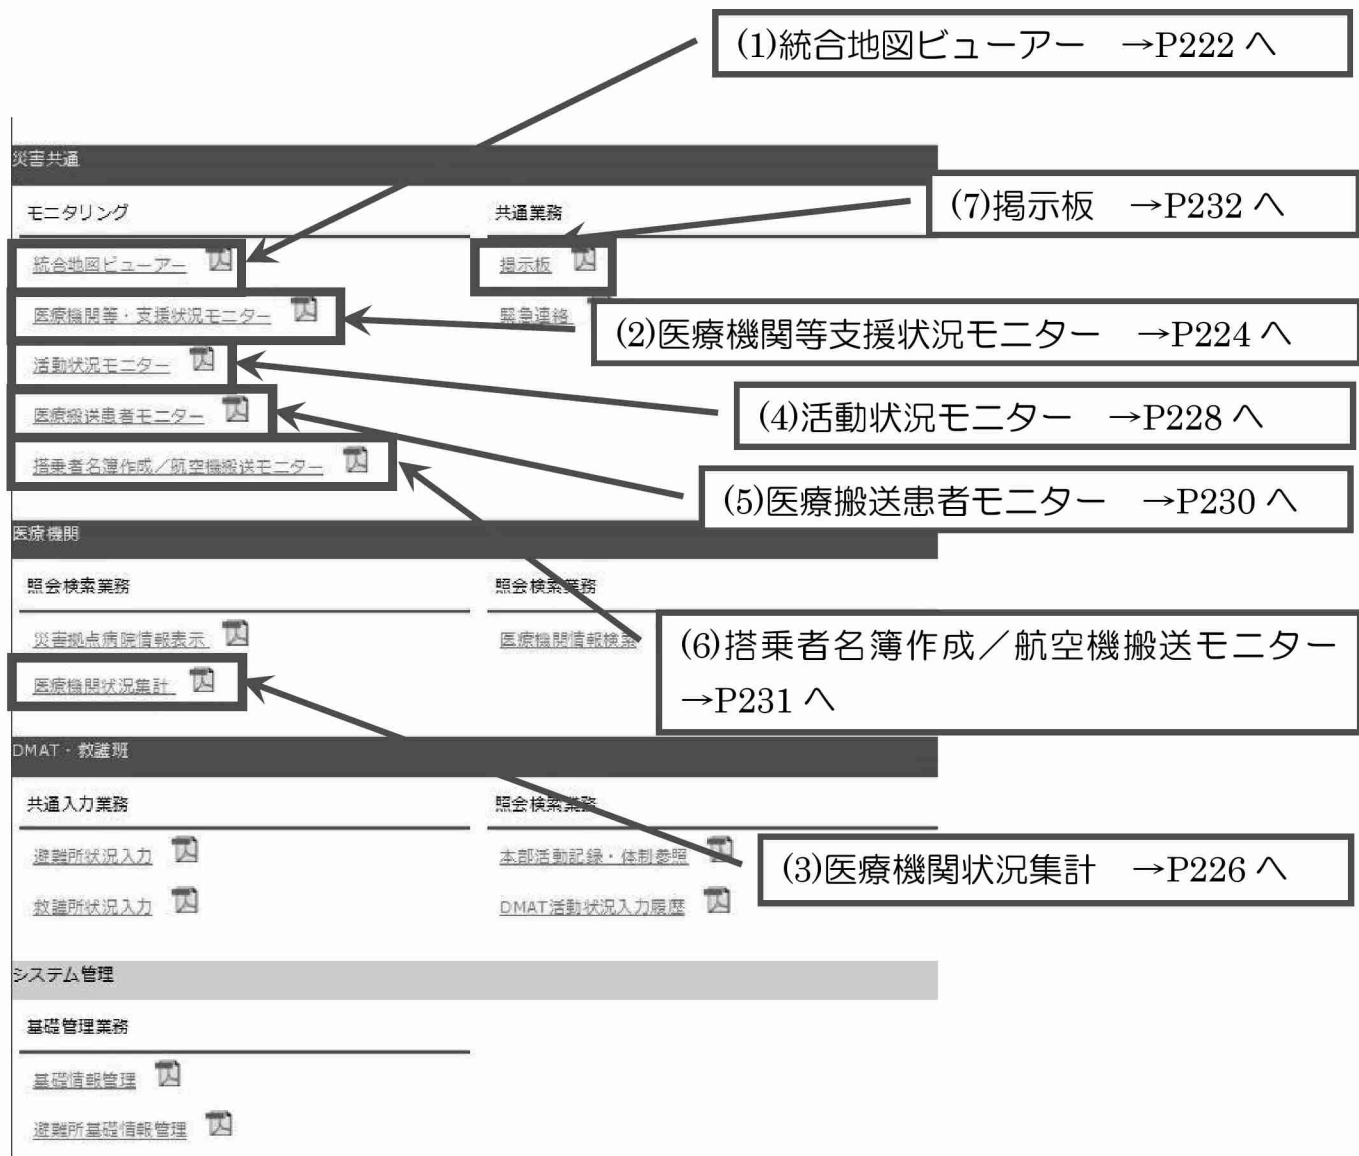 (1)統合地図ビューアー　→P222 へ
災害共通
モニタリング
共通業務
(7)掲示板　→P232 へ
統合地図ビューアー
掲示板
医療機関等・支援状況モニター
緊急連絡
(2)医療機関等支援状況モニター　→P224 へ
活動状況モニター
(4)活動状況モニター　→P228 へ
医療搬送患者モニター
搭乗者名簿作成／航空機搬送モニター
(5)医療搬送患者モニター　→P230 へ
医療機関
照会検索業務
照会検索業務
災害拠点病院情報表示
医療機関情報検索
(6)搭乗者名簿作成／航空機搬送モニター
→P231 へ
医療機関状況集計
DMAT・救護班
共通入力業務
照会検索業務
避難所状況入力
本部活動記録・体制参照
(3)医療機関状況集計　→P226 へ
救護所状況入力
DMAT活動状況入力履歴
システム管理
基礎管理業務
基礎情報管理
避難所基礎情報管理